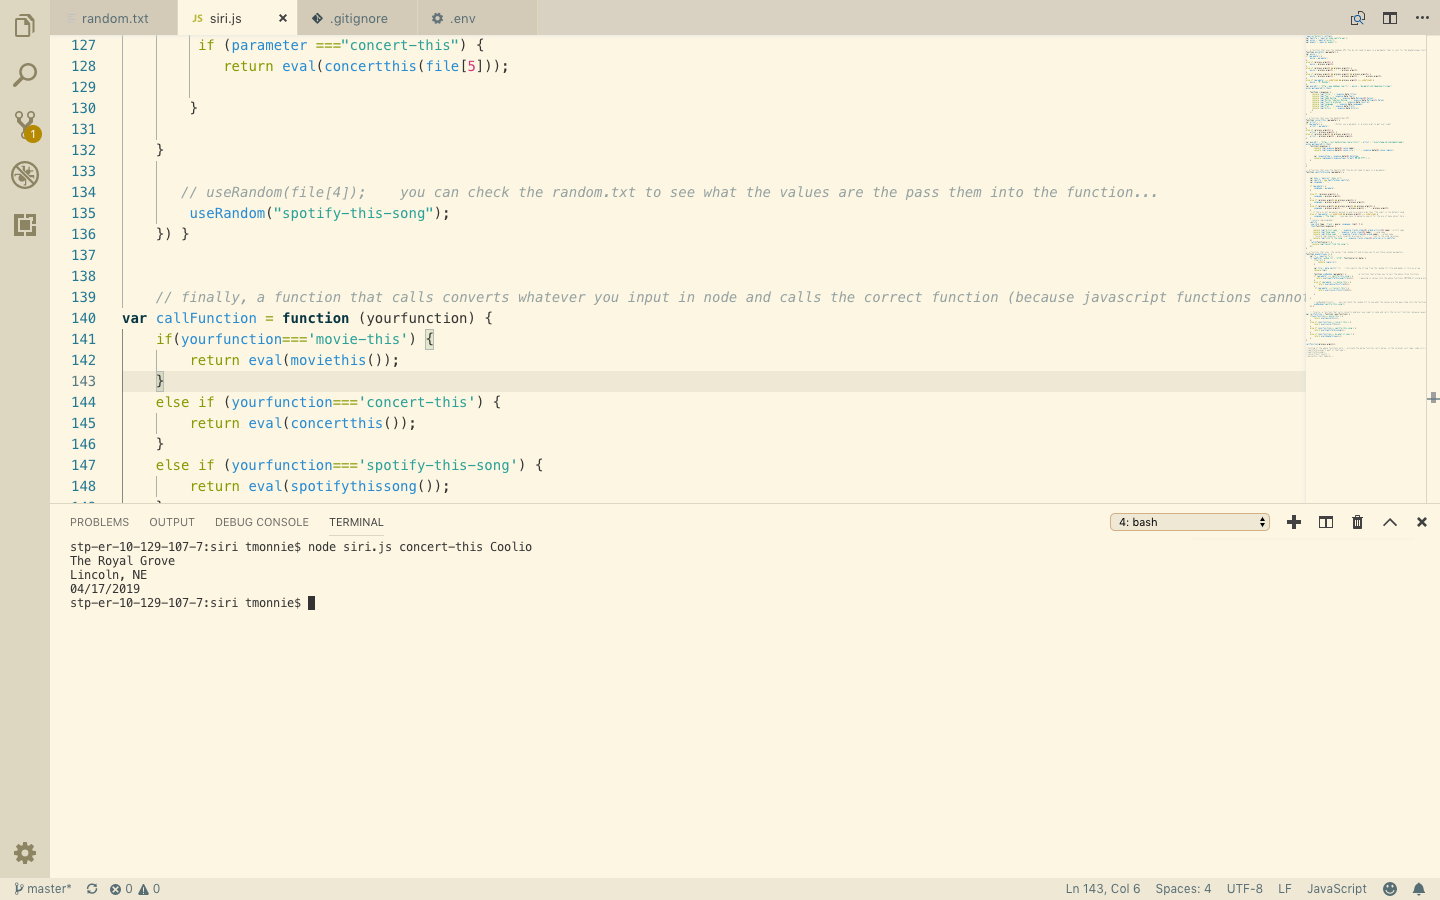 random.txt
JS siri.js ×
.gitignore
.env
127 if (parameter ==="concert-this") {
128 return eval(concertthis(file[5]));
129
130 }
131
132 }
133
134 // useRandom(file[4]);    you can check the random.txt to see what the values are the pass them into the function...
135 useRandom("spotify-this-song");
136 }) }
137
138
139 // finally, a function that calls converts whatever you input in node and calls the correct function (because javascript functions
140 var callFunction = function (yourfunction) {
141 if(yourfunction==='movie-this') {
142 return eval(moviethis());
143 }
144 else if (yourfunction==='concert-this') {
145 return eval(concertthis());
146 }
147 else if (yourfunction==='spotify-this-song') {
148 return eval(spotifythissong());
1
PROBLEMS OUTPUT DEBUG CONSOLE TERMINAL
4: bash
stp-er-10-129-107-7:siri tmonnie$ node siri.js concert-this Coolio
The Royal Grove
Lincoln, NE
04/17/2019
stp-er-10-129-107-7:siri tmonnie$
master* 0 0
Ln 143, Col 6 Spaces: 4 UTF-8 LF JavaScript